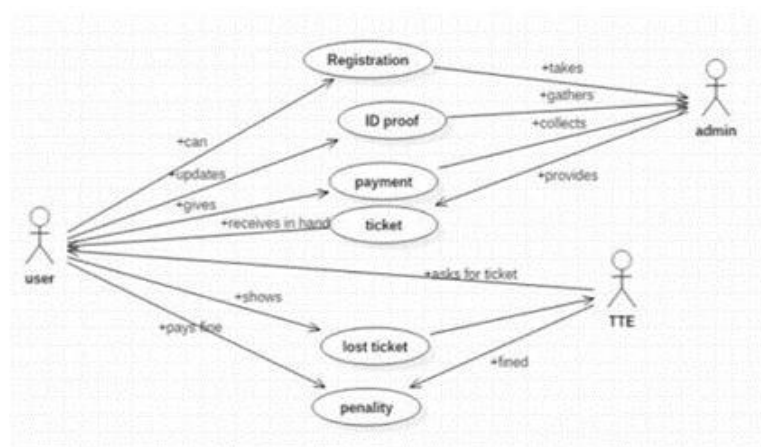 Registration
+takes
+gathers
ID proof
+collects
admin
+can
+updates
payment
+provides
+gives
+receives in hand
ticket
+asks for ticket
user
+shows
TTE
+pays fine
lost ticket
+fined
penality